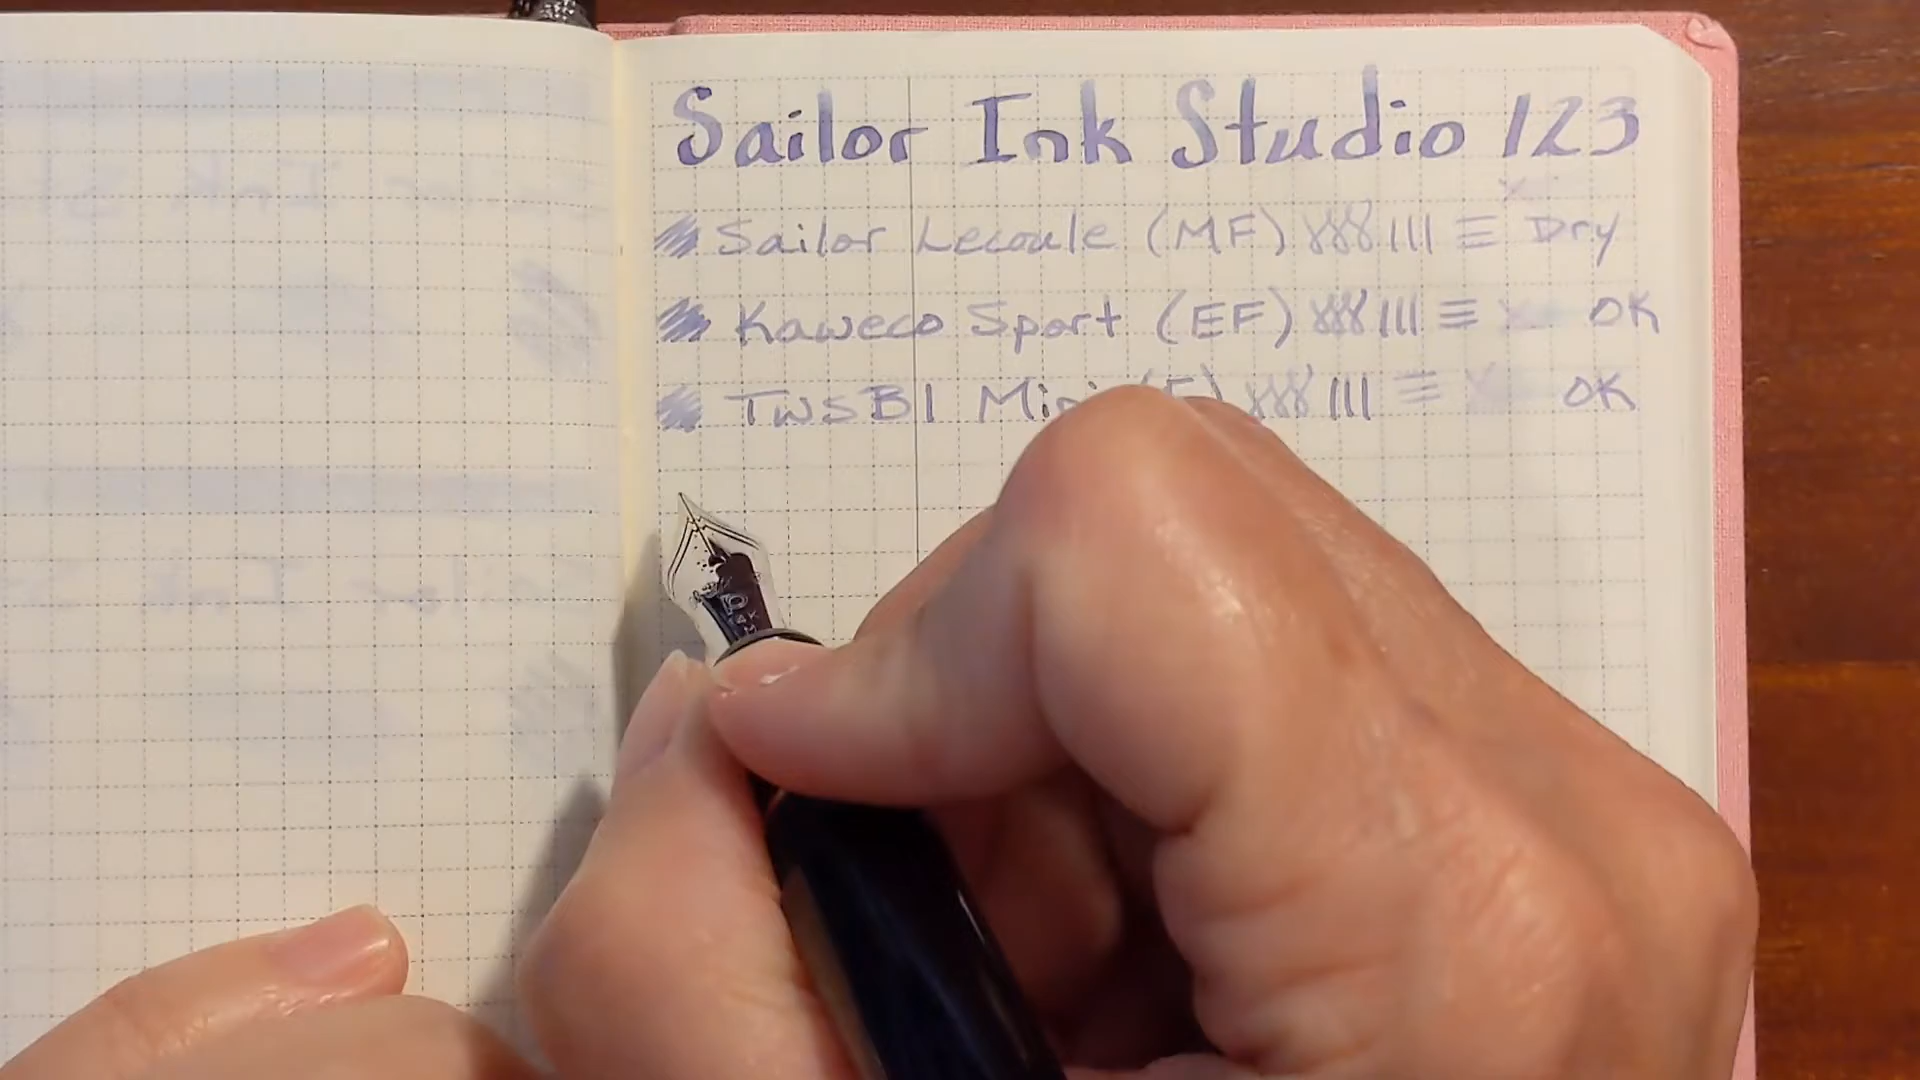 Sailor Ink Studio 123
Sailor Lecoule (MF) Dry
Kaweco Sport (EF) OK
TWSBI Mini (F) OK